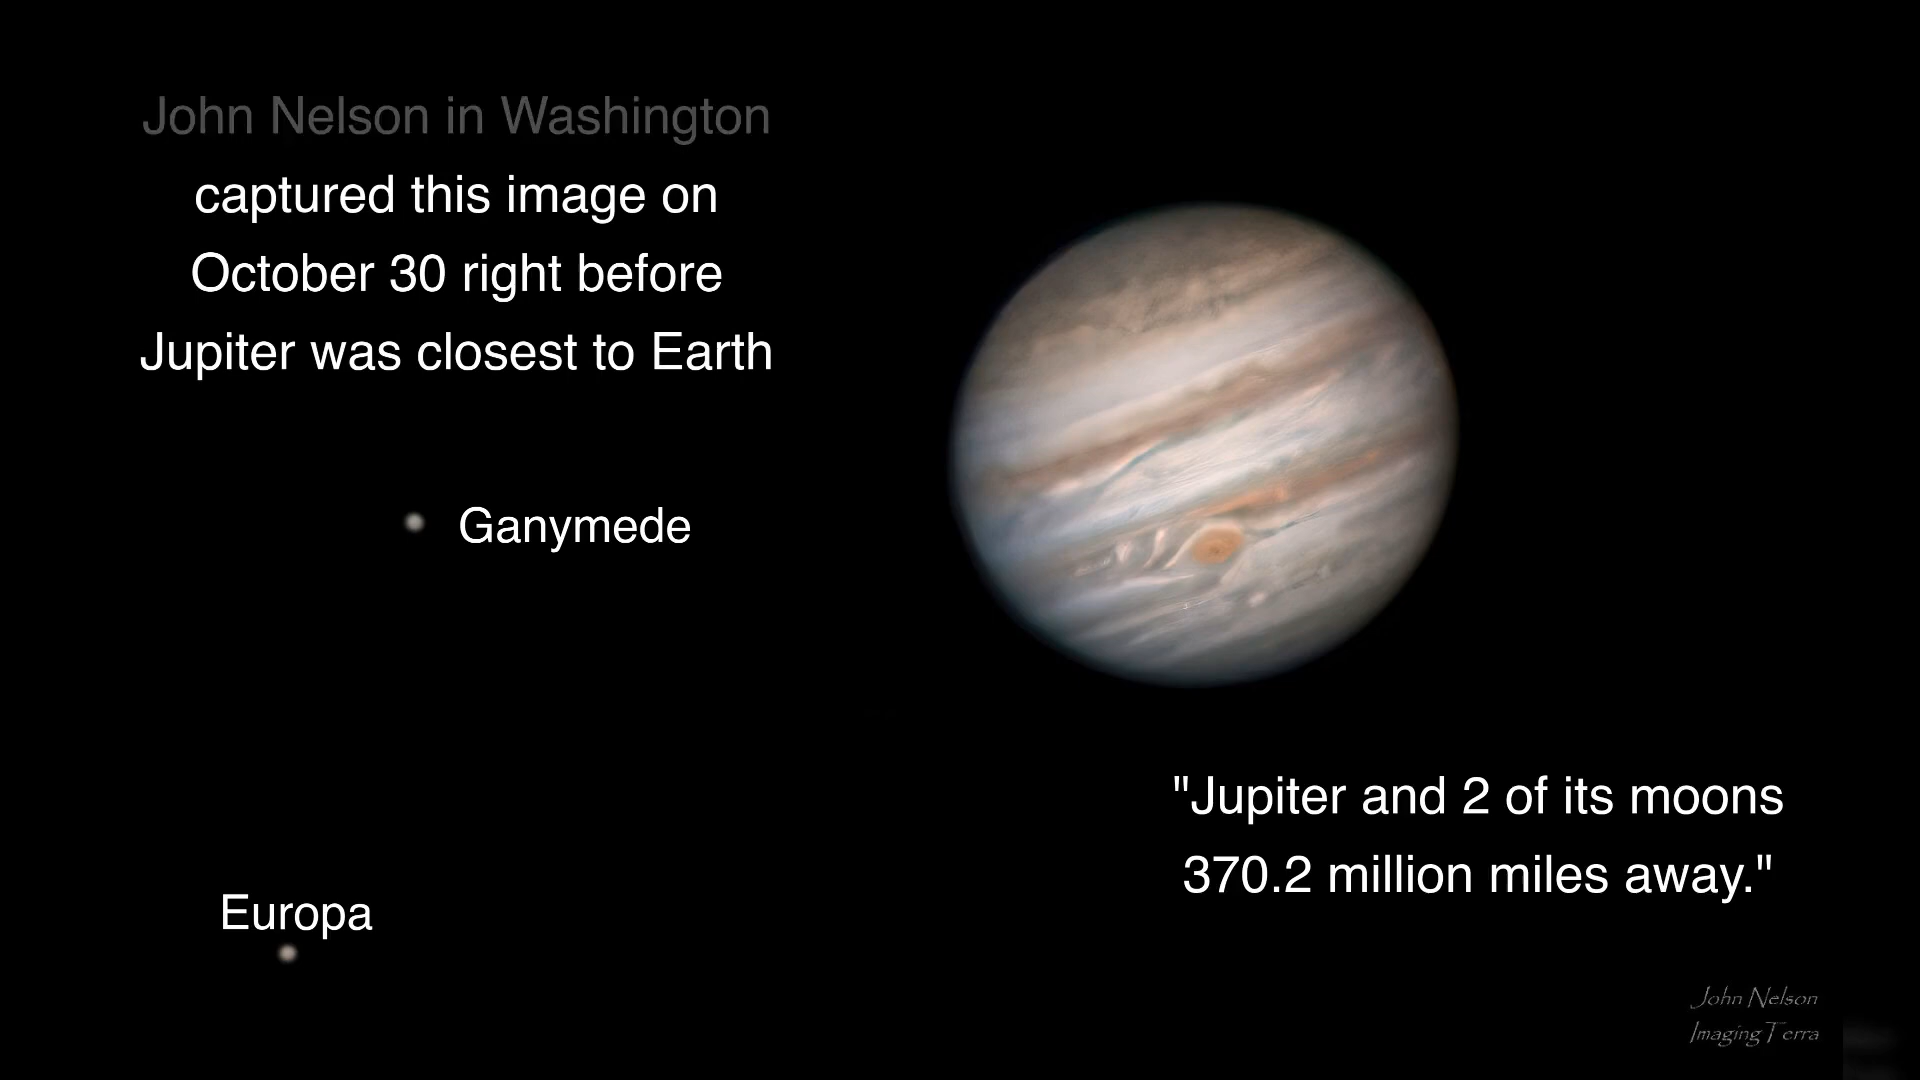 John Nelson in Washington
captured this image on
October 30 right before
Jupiter was closest to Earth
Ganymede
"Jupiter and 2 of its moons
370.2 million miles away."
Europa
John Nelson
Imaging Terra